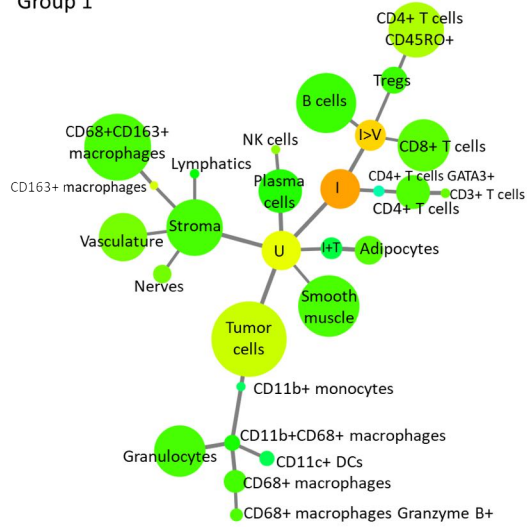 Group 1
CD4+ T cells
CD45RO+
Tregs
B cells
I>V
CD8+ T cells
CD68+CD163+
macrophages
NK cells
Lymphatics
CD163+ macrophages
Plasma
cells
I
CD4+ T cells GATA3+
CD3+ T cells
CD4+ T cells
Stroma
Vasculature
U
I+T
Adipocytes
Nerves
Smooth
muscle
Tumor
cells
CD11b+ monocytes
CD11b+CD68+ macrophages
Granulocytes
CD11c+ DCs
CD68+ macrophages
CD68+ macrophages Granzyme B+